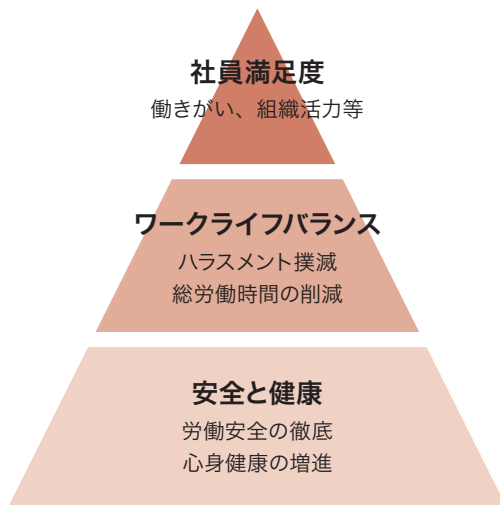 社員満足度
働きがい、組織活力等
ワークライフバランス
ハラスメント撲滅
総労働時間の削減
安全と健康
労働安全の徹底
心身健康の増進